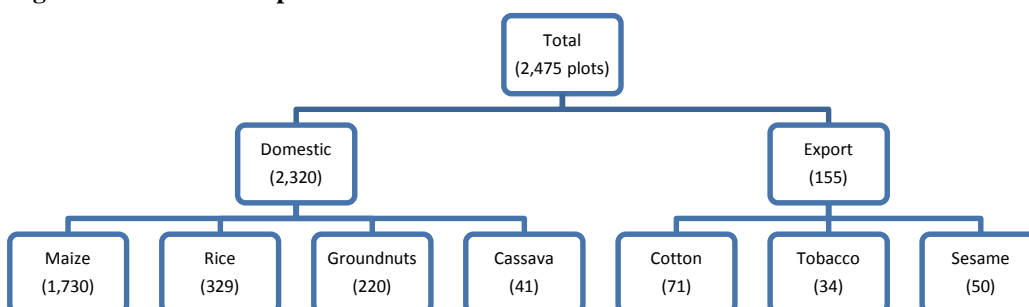 Total
(2,475 plots)
Domestic
(2,320)
Export
(155)
Maize
(1,730)
Rice
(329)
Groundnuts
(220)
Cassava
(41)
Cotton
(71)
Tobacco
(34)
Sesame
(50)